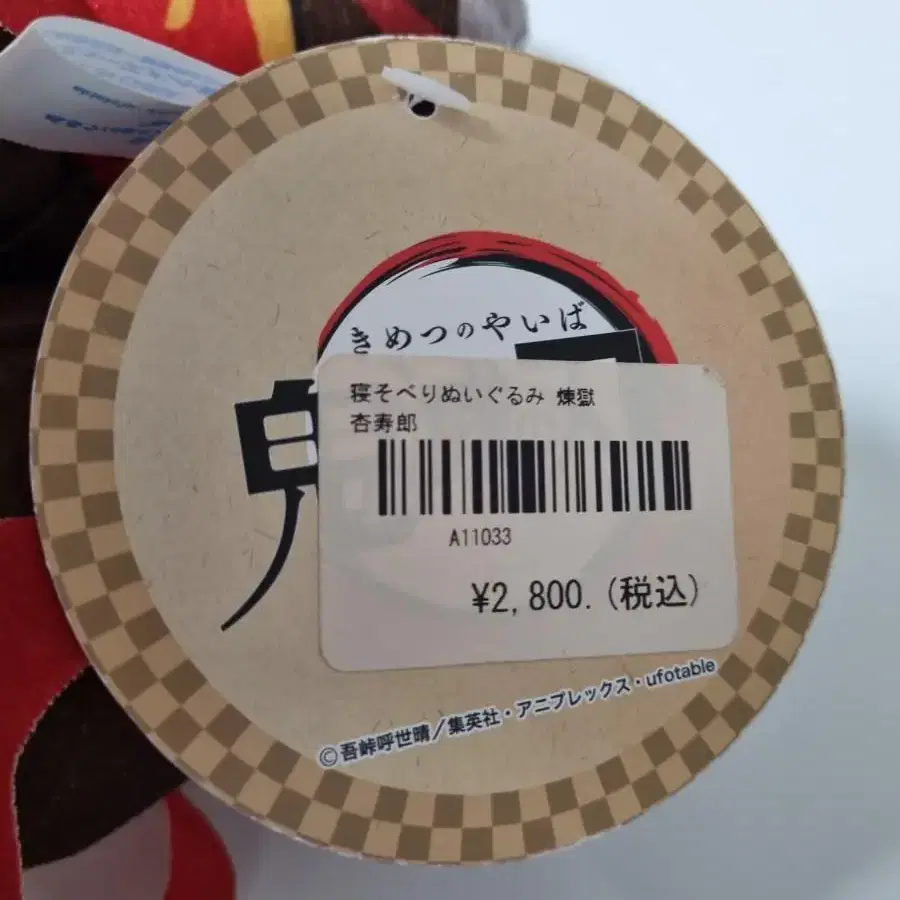 きめつのやいば
鬼
寝そべりぬいぐるみ 煉獄
杏寿郎
A11033
¥2,800.(税込)
©吾峠呼世晴/集英社・アニプレックス・ufotable